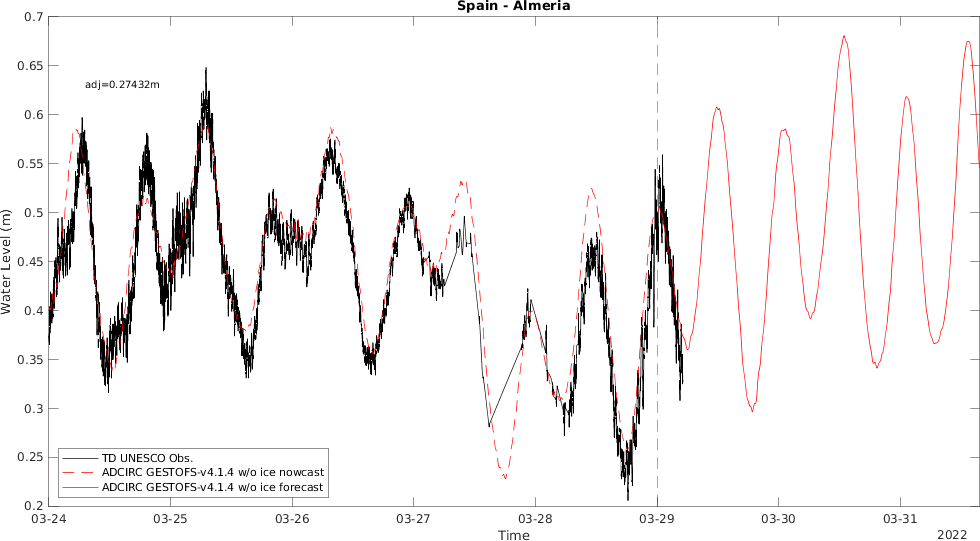 Spain - Almeria
0.7
0.65
0.6
0.55
0.5
0.45
0.4
0.35
0.3
0.25
0.2
Water Level (m)
adj=0.27432m
TD UNESCO Obs.
ADCIRC GESTOFS-v4.1.4 w/o ice nowcast
ADCIRC GESTOFS-v4.1.4 w/o ice forecast
03-24 03-25 03-26 03-27 03-28 03-29 03-30 03-31
Time
2022